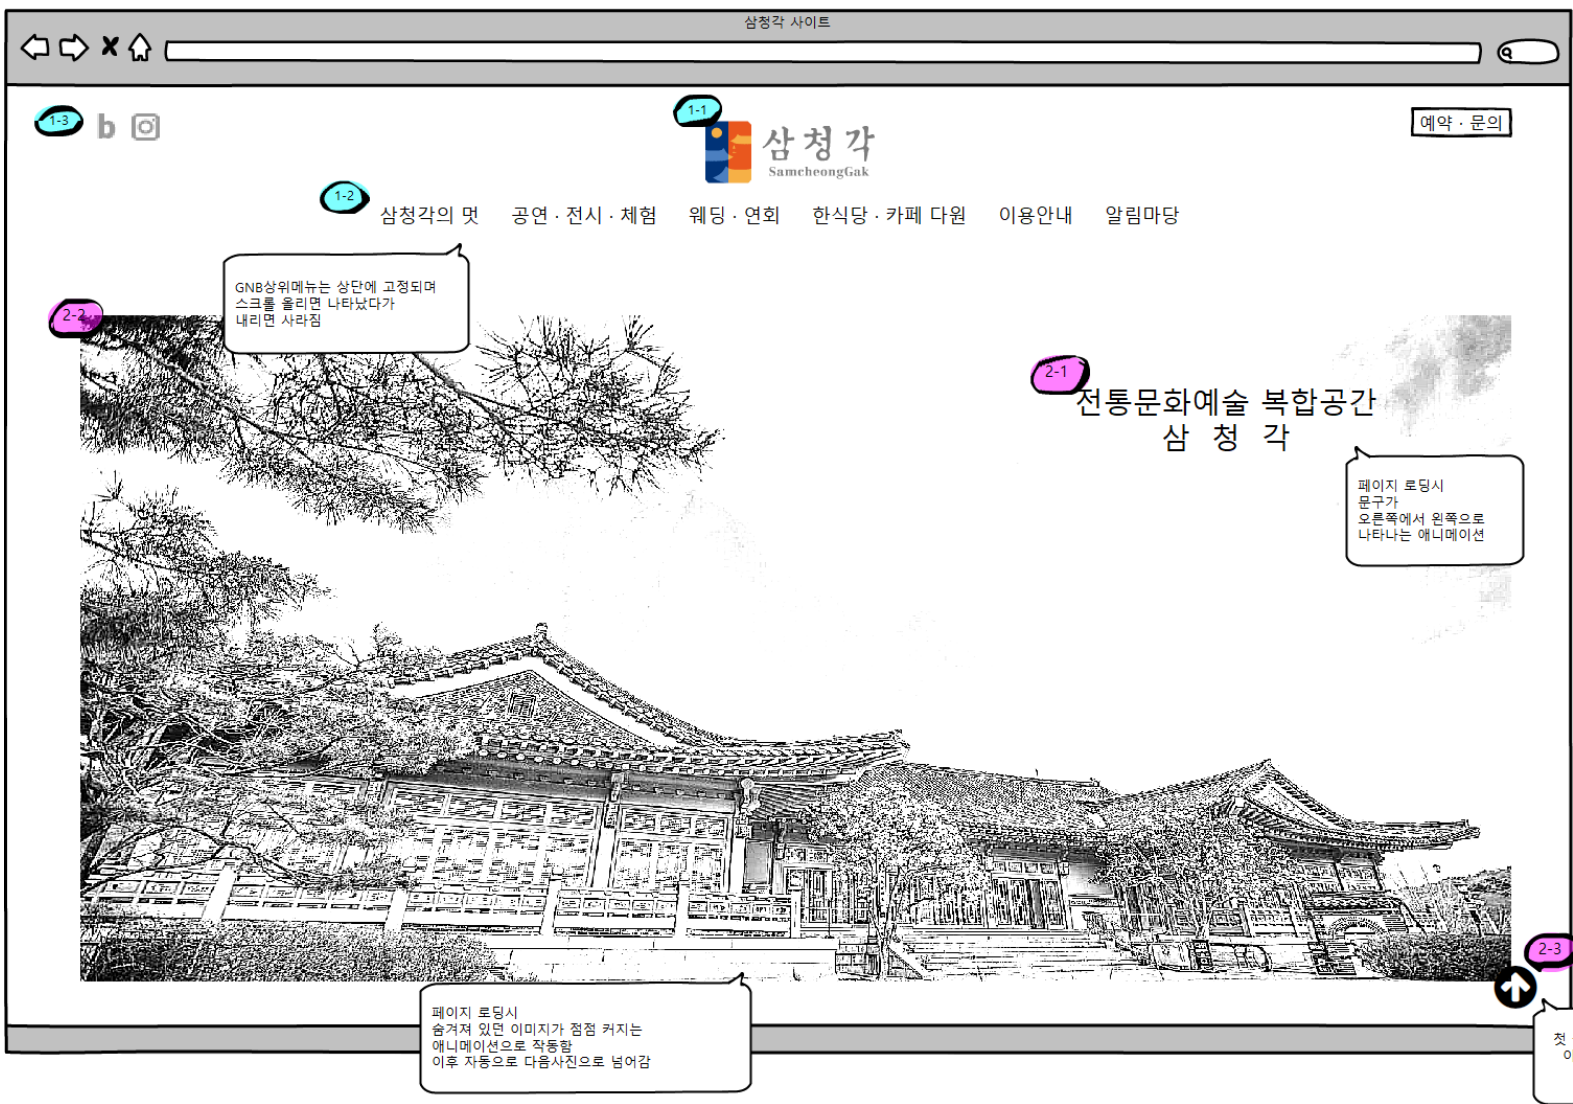 삼청각 사이트
1-3
b
1-1
삼청각
SamcheongGak
예약 · 문의
1-2
삼청각의 멋 공연 · 전시 · 체험 웨딩 · 연회 한식당 · 카페 다원 이용안내 알림마당
GNB상위메뉴는 상단에 고정되며
스크롤 올리면 나타났다가
내리면 사라짐
2-2
2-1
전통문화예술 복합공간
삼 청 각
페이지 로딩시
문구가
오른쪽에서 왼쪽으로
나타나는 애니메이션
2-3
페이지 로딩시
숨겨져 있던 이미지가 점점 커지는
애니메이션으로 작동함
이후 자동으로 다음사진으로 넘어감
첫